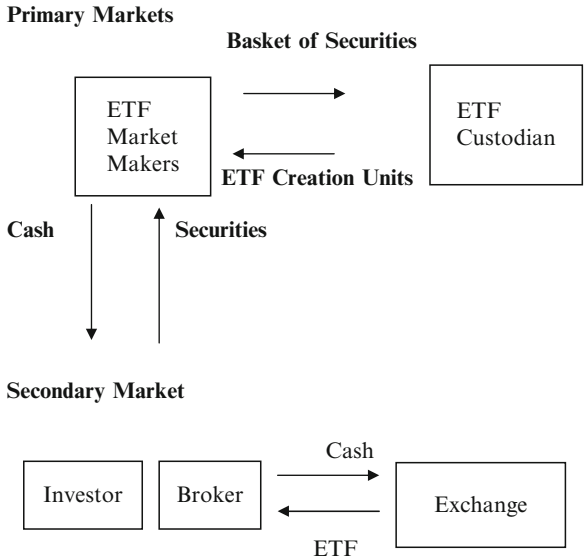 Primary Markets
Basket of Securities
ETF
Market
Makers
ETF
Custodian
ETF Creation Units
Cash
Securities
Secondary Market
Cash
Investor
Broker
Exchange
ETF